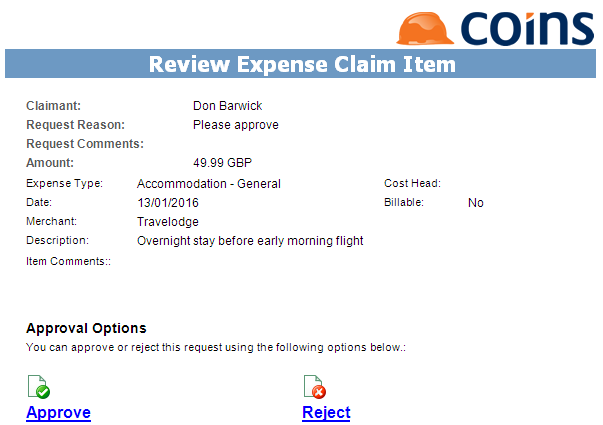 coins
Review Expense Claim Item
Claimant: Don Barwick
Request Reason: Please approve
Request Comments:
Amount: 49.99 GBP
Expense Type: Accommodation - General Cost Head:
Date: 13/01/2016 Billable: No
Merchant: Travelodge
Description: Overnight stay before early morning flight
Item Comments::
Approval Options
You can approve or reject this request using the following options below.:
Approve Reject